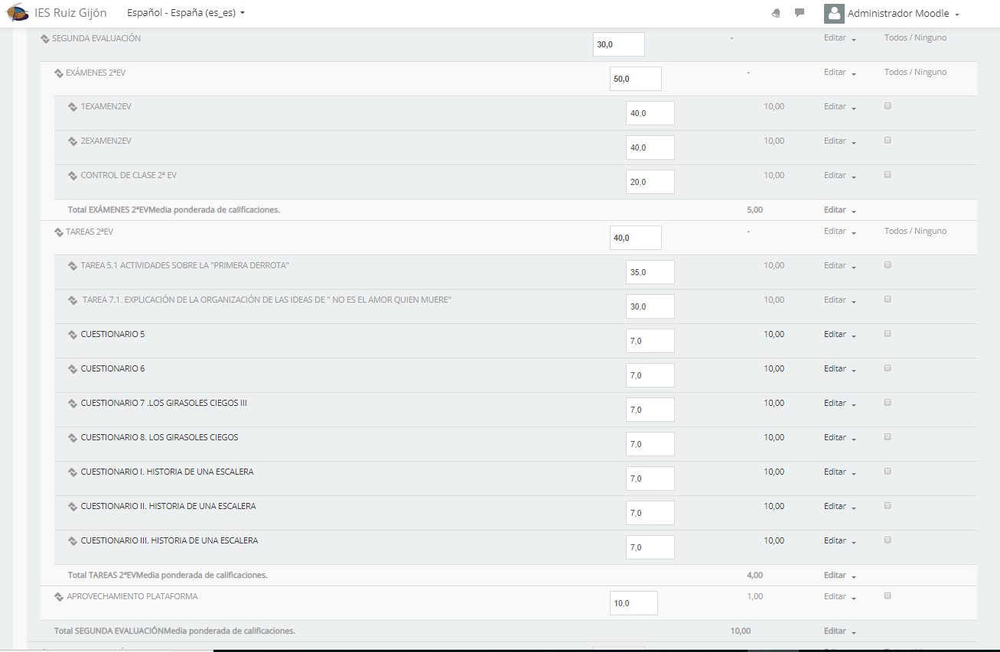 IES Ruiz Gijón Español - España (es_es) Administrador Moodle
SEGUNDA EVALUACIÓN 30,0 - Editar Todos / Ninguno
EXÁMENES 2ªEV 50,0 - Editar Todos / Ninguno
1EXAMEN2EV 40,0 10,00 Editar
2EXAMEN2EV 40,0 10,00 Editar
CONTROL DE CLASE 2ª EV 20,0 10,00 Editar
Total EXÁMENES 2ªEVMedia ponderada de calificaciones. 5,00 Editar
TAREAS 2ªEV 40,0 - Editar Todos / Ninguno
TAREA 5.1 ACTIVIDADES SOBRE LA "PRIMERA DERROTA" 35,0 10,00 Editar
TAREA 7.1. EXPLICACIÓN DE LA ORGANIZACIÓN DE LAS IDEAS DE " NO ES EL AMOR QUIEN MUERE" 30,0 10,00 Editar
CUESTIONARIO 5 7,0 10,00 Editar
CUESTIONARIO 6 7,0 10,00 Editar
CUESTIONARIO 7 .LOS GIRASOLES CIEGOS III 7,0 10,00 Editar
CUESTIONARIO 8. LOS GIRASOLES CIEGOS 7,0 10,00 Editar
CUESTIONARIO I. HISTORIA DE UNA ESCALERA 7,0 10,00 Editar
CUESTIONARIO II. HISTORIA DE UNA ESCALERA 7,0 10,00 Editar
CUESTIONARIO III. HISTORIA DE UNA ESCALERA 7,0 10,00 Editar
Total TAREAS 2ªEVMedia ponderada de calificaciones. 4,00 Editar
APROVECHAMIENTO PLATAFORMA 10,0 1,00 Editar
Total SEGUNDA EVALUACIÓNMedia ponderada de calificaciones. 10,00 Editar